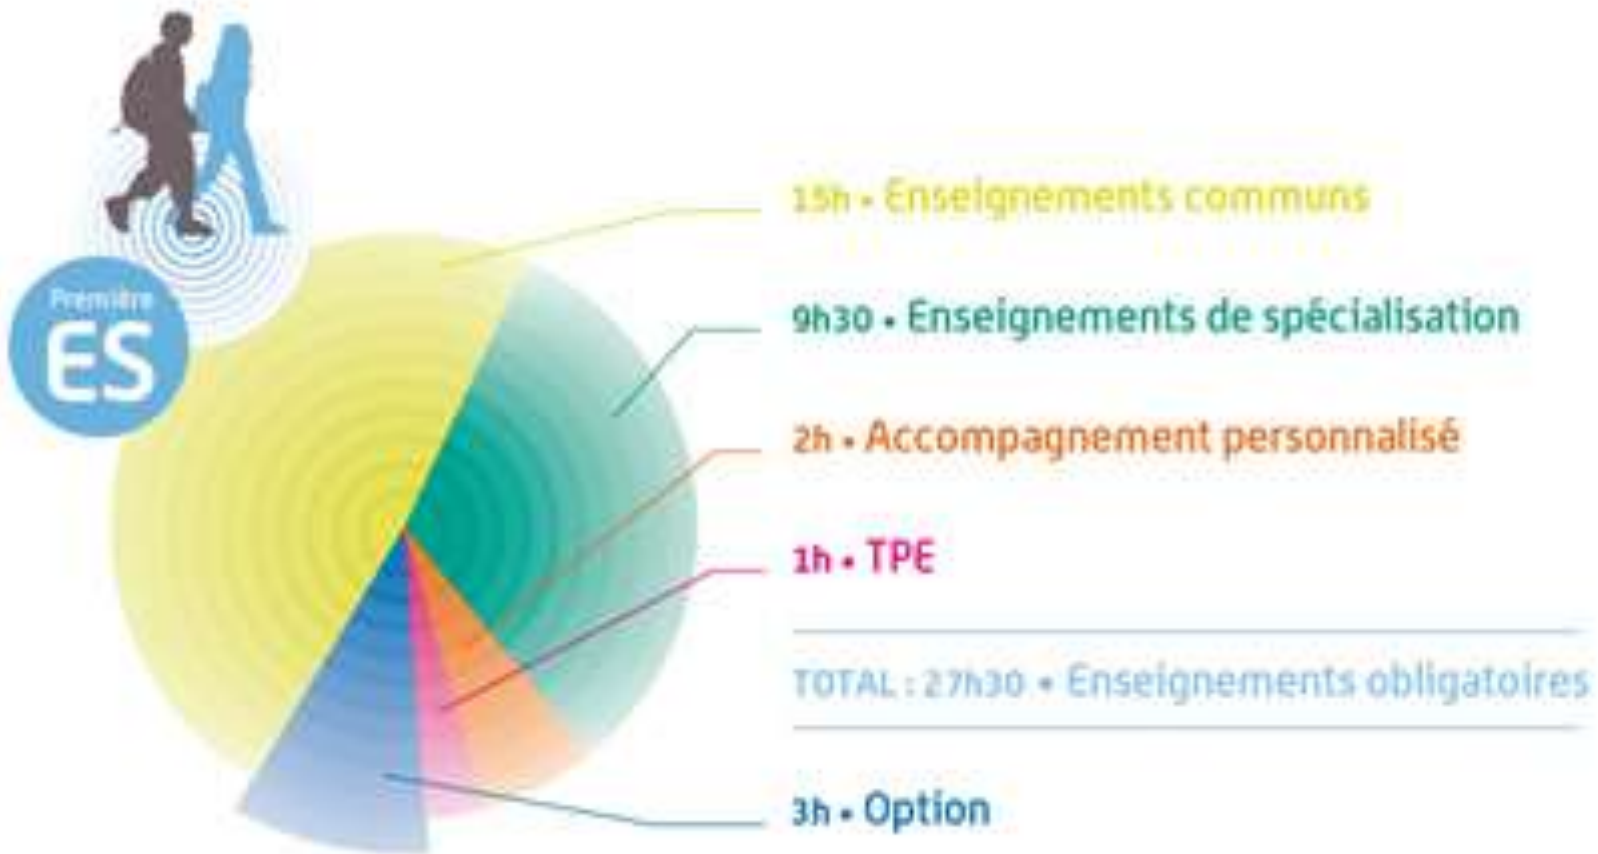 Première
ES
15h • Enseignements communs
9h30 • Enseignements de spécialisation
2h • Accompagnement personnalisé
1h • TPE
TOTAL : 27h30 • Enseignements obligatoires
3h • Option